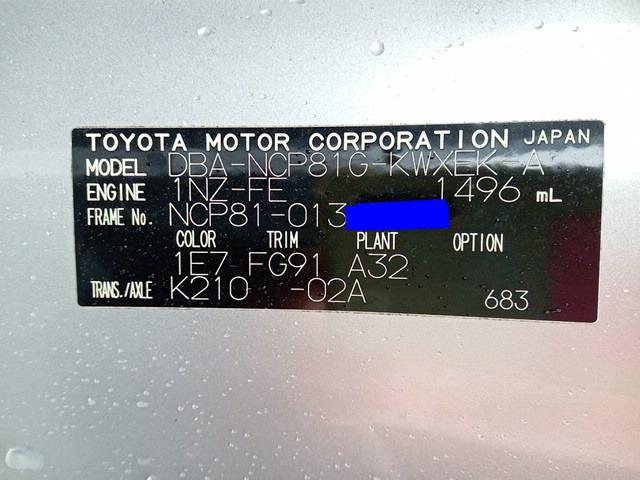 TOYOTA MOTOR CORPORATION JAPAN
MODEL DBA-NCP81G-KWXEK-A
ENGINE 1NZ-FE 1496 mL
FRAME No. NCP81-013
COLOR TRIM PLANT OPTION
1E7 FG91 A32
TRANS./AXLE K210 -02A 683